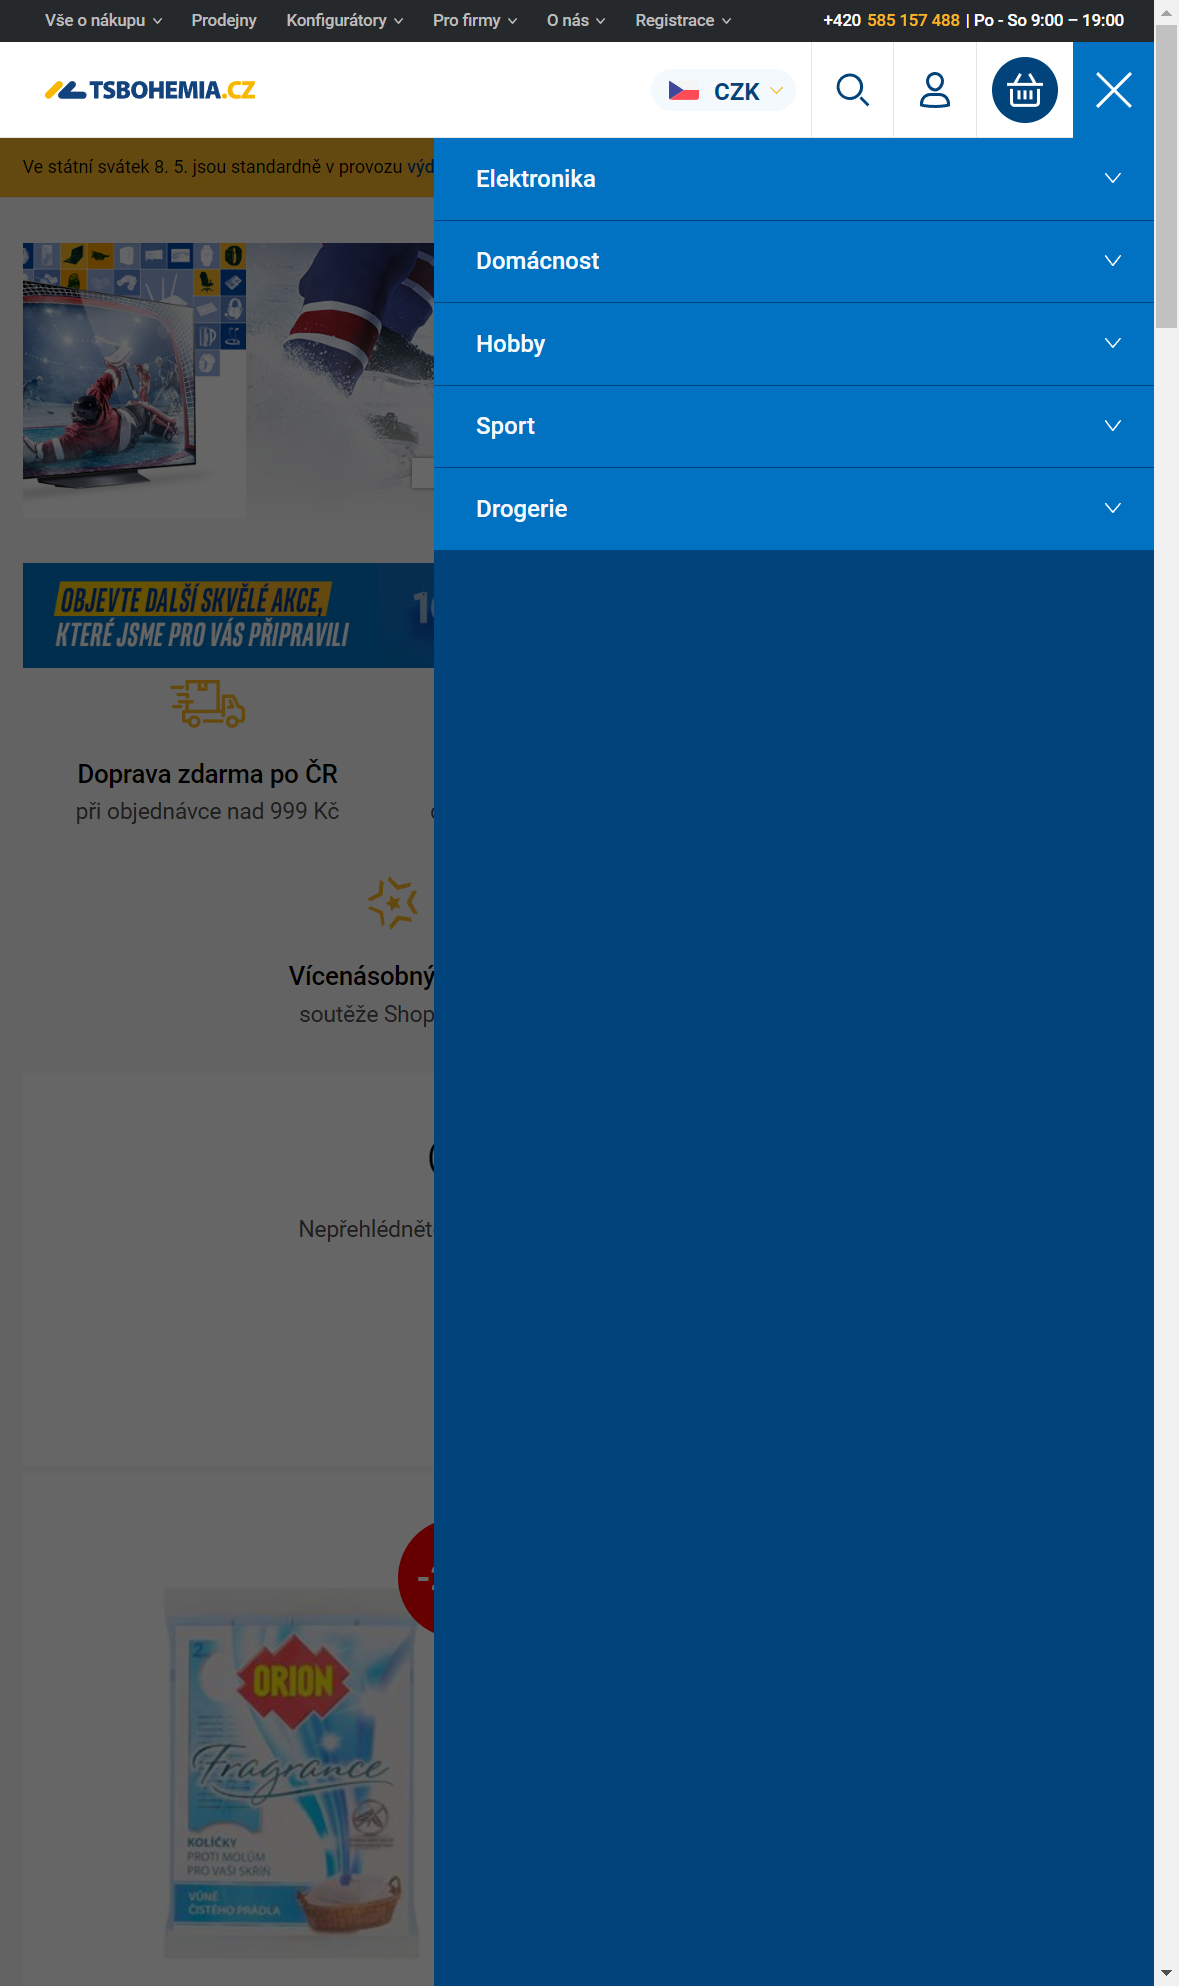 Vše o nákupu Prodejny Konfigurátory Pro firmy O nás Registrace +420 585 157 488 | Po - So 9:00 – 19:00
TSBOHEMIA.CZ CZK
Ve státní svátek 8. 5. jsou standardně v provozu
Elektronika
Domácnost
Hobby
Sport
Drogerie
OBJEVTE DALŠÍ SKVĚLÉ AKCE,
KTERÉ JSME PRO VÁS PŘIPRAVILI
Doprava zdarma po ČR
při objednávce nad 999 Kč
Vícenásobný
soutěže Shop
Nepřehlédnět
2
ORION
Fragrance
KOLÍČKY
PROTI MOLŮM
PRO VAŠI SKŘÍŇ
VŮNĚ
ČISTÉHO PRÁDLA